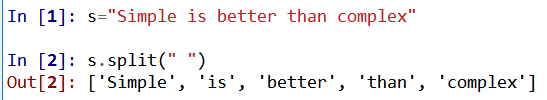 In [1]: s="Simple is better than complex"
In [2]: s.split(" ")
Out[2]: ['Simple', 'is', 'better', 'than', 'complex']